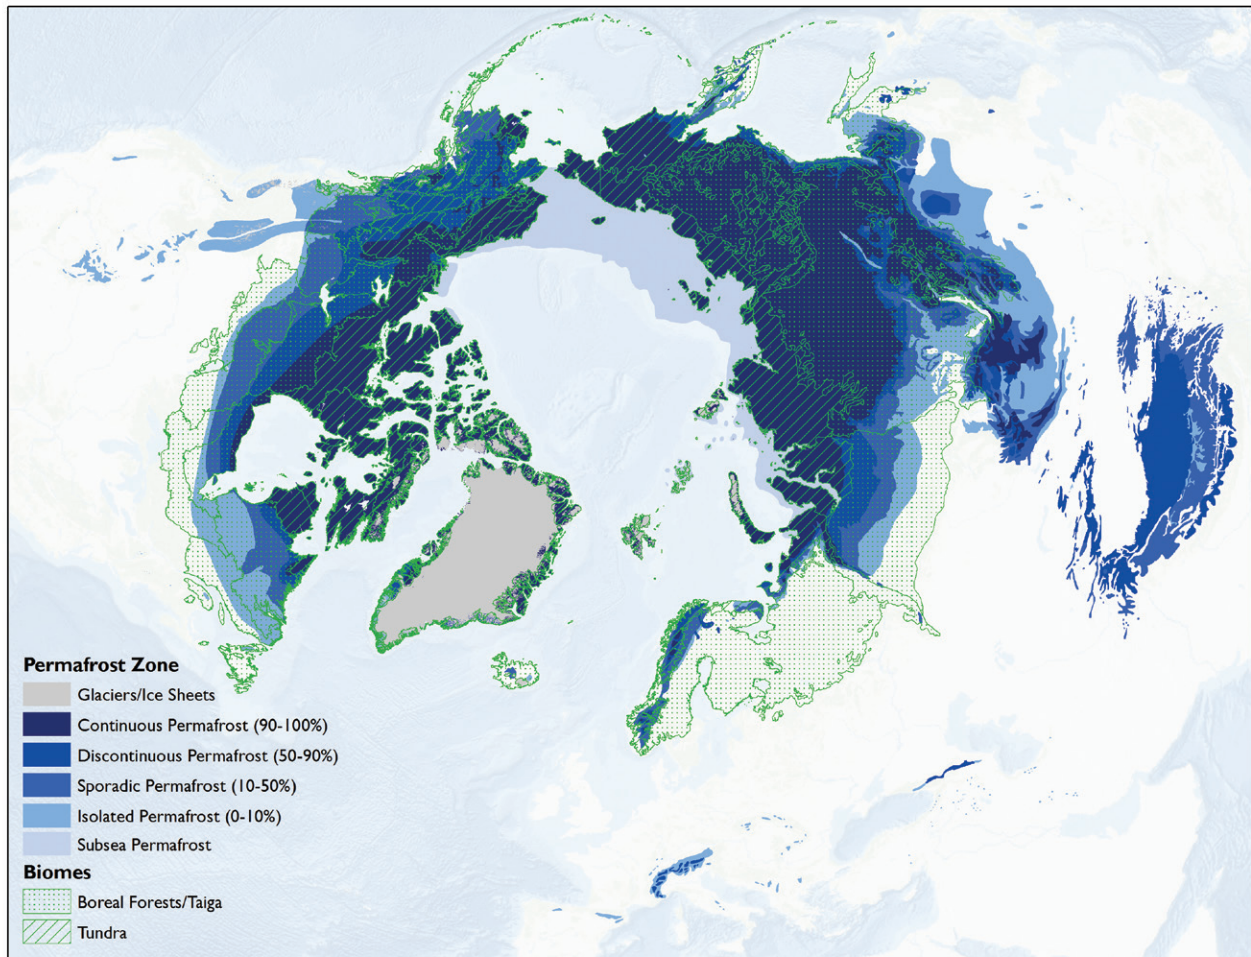 Permafrost Zone
Glaciers/Ice Sheets
Continuous Permafrost (90-100%)
Discontinuous Permafrost (50-90%)
Sporadic Permafrost (10-50%)
Isolated Permafrost (0-10%)
Subsea Permafrost
Biomes
Boreal Forests/Taiga
Tundra